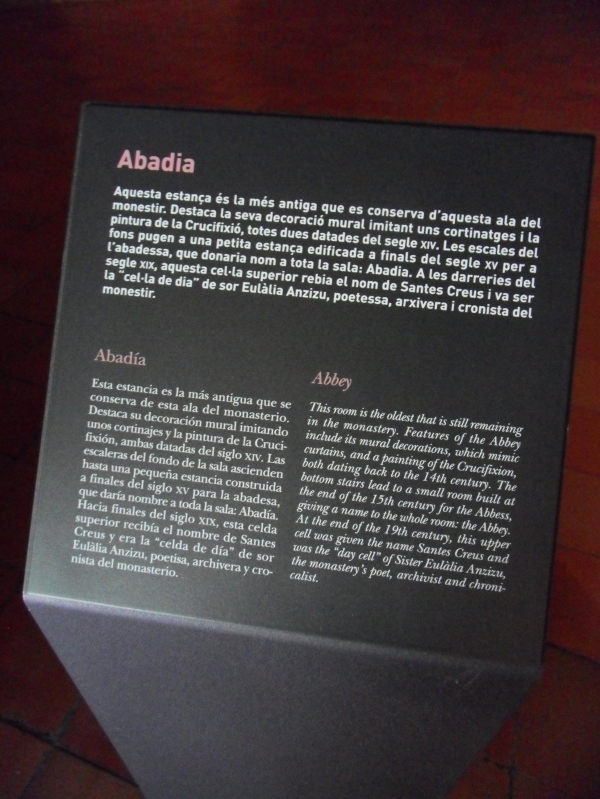 Abadia
Aquesta estança és la més antiga que es conserva d'aquesta ala del
monestir. Destaca la seva decoració mural imitant uns cortinatges i la
pintura de la Crucifixió, totes dues datades del segle XIV. Les escales del
fons pugen a una petita estança edificada a finals del segle XV per a
l'abadessa, que donaria nom a tota la sala: Abadia. A les darreries del
segle XIX, aquesta cel·la superior rebia el nom de Santes Creus i va ser
la "cel·la de dia" de sor Eulàlia Anzizu, poetessa, arxivera i cronista del
monestir.
Abadía
Esta estancia es la más antigua que se
conserva de esta ala del monasterio.
Destaca su decoración mural imitando
unos cortinajes y la pintura de la Cruci-
fixión, ambas datadas del siglo XIV. Las
escaleras del fondo de la sala ascienden
hasta una pequeña estancia construida
a finales del siglo XV para la abadesa,
que daría nombre a toda la sala: Abadía.
Hacia finales del siglo XIX, esta celda
superior recibía el nombre de Santes
Creus y era la "celda de día" de sor
Eulàlia Anzizu, poetisa, archivera y cro-
nista del monasterio.
Abbey
This room is the oldest that is still remaining
in the monastery. Features of the Abbey
include its mural decorations, which mimic
curtains, and a painting of the Crucifixion,
both dating back to the 14th century. The
bottom stairs lead to a small room built at
the end of the 15th century for the Abbess,
giving a name to the whole room: the Abbey.
At the end of the 19th century, this upper
cell was given the name Santes Creus and
was the "day cell" of Sister Eulàlia Anzizu,
the monastery's poet, archivist and chroni-
calist.